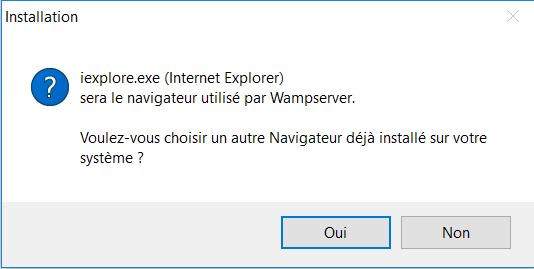 Installation
iexplore.exe (Internet Explorer)
sera le navigateur utilisé par Wampserver.
Voulez-vous choisir un autre Navigateur déjà installé sur votre
système ?
Oui
Non